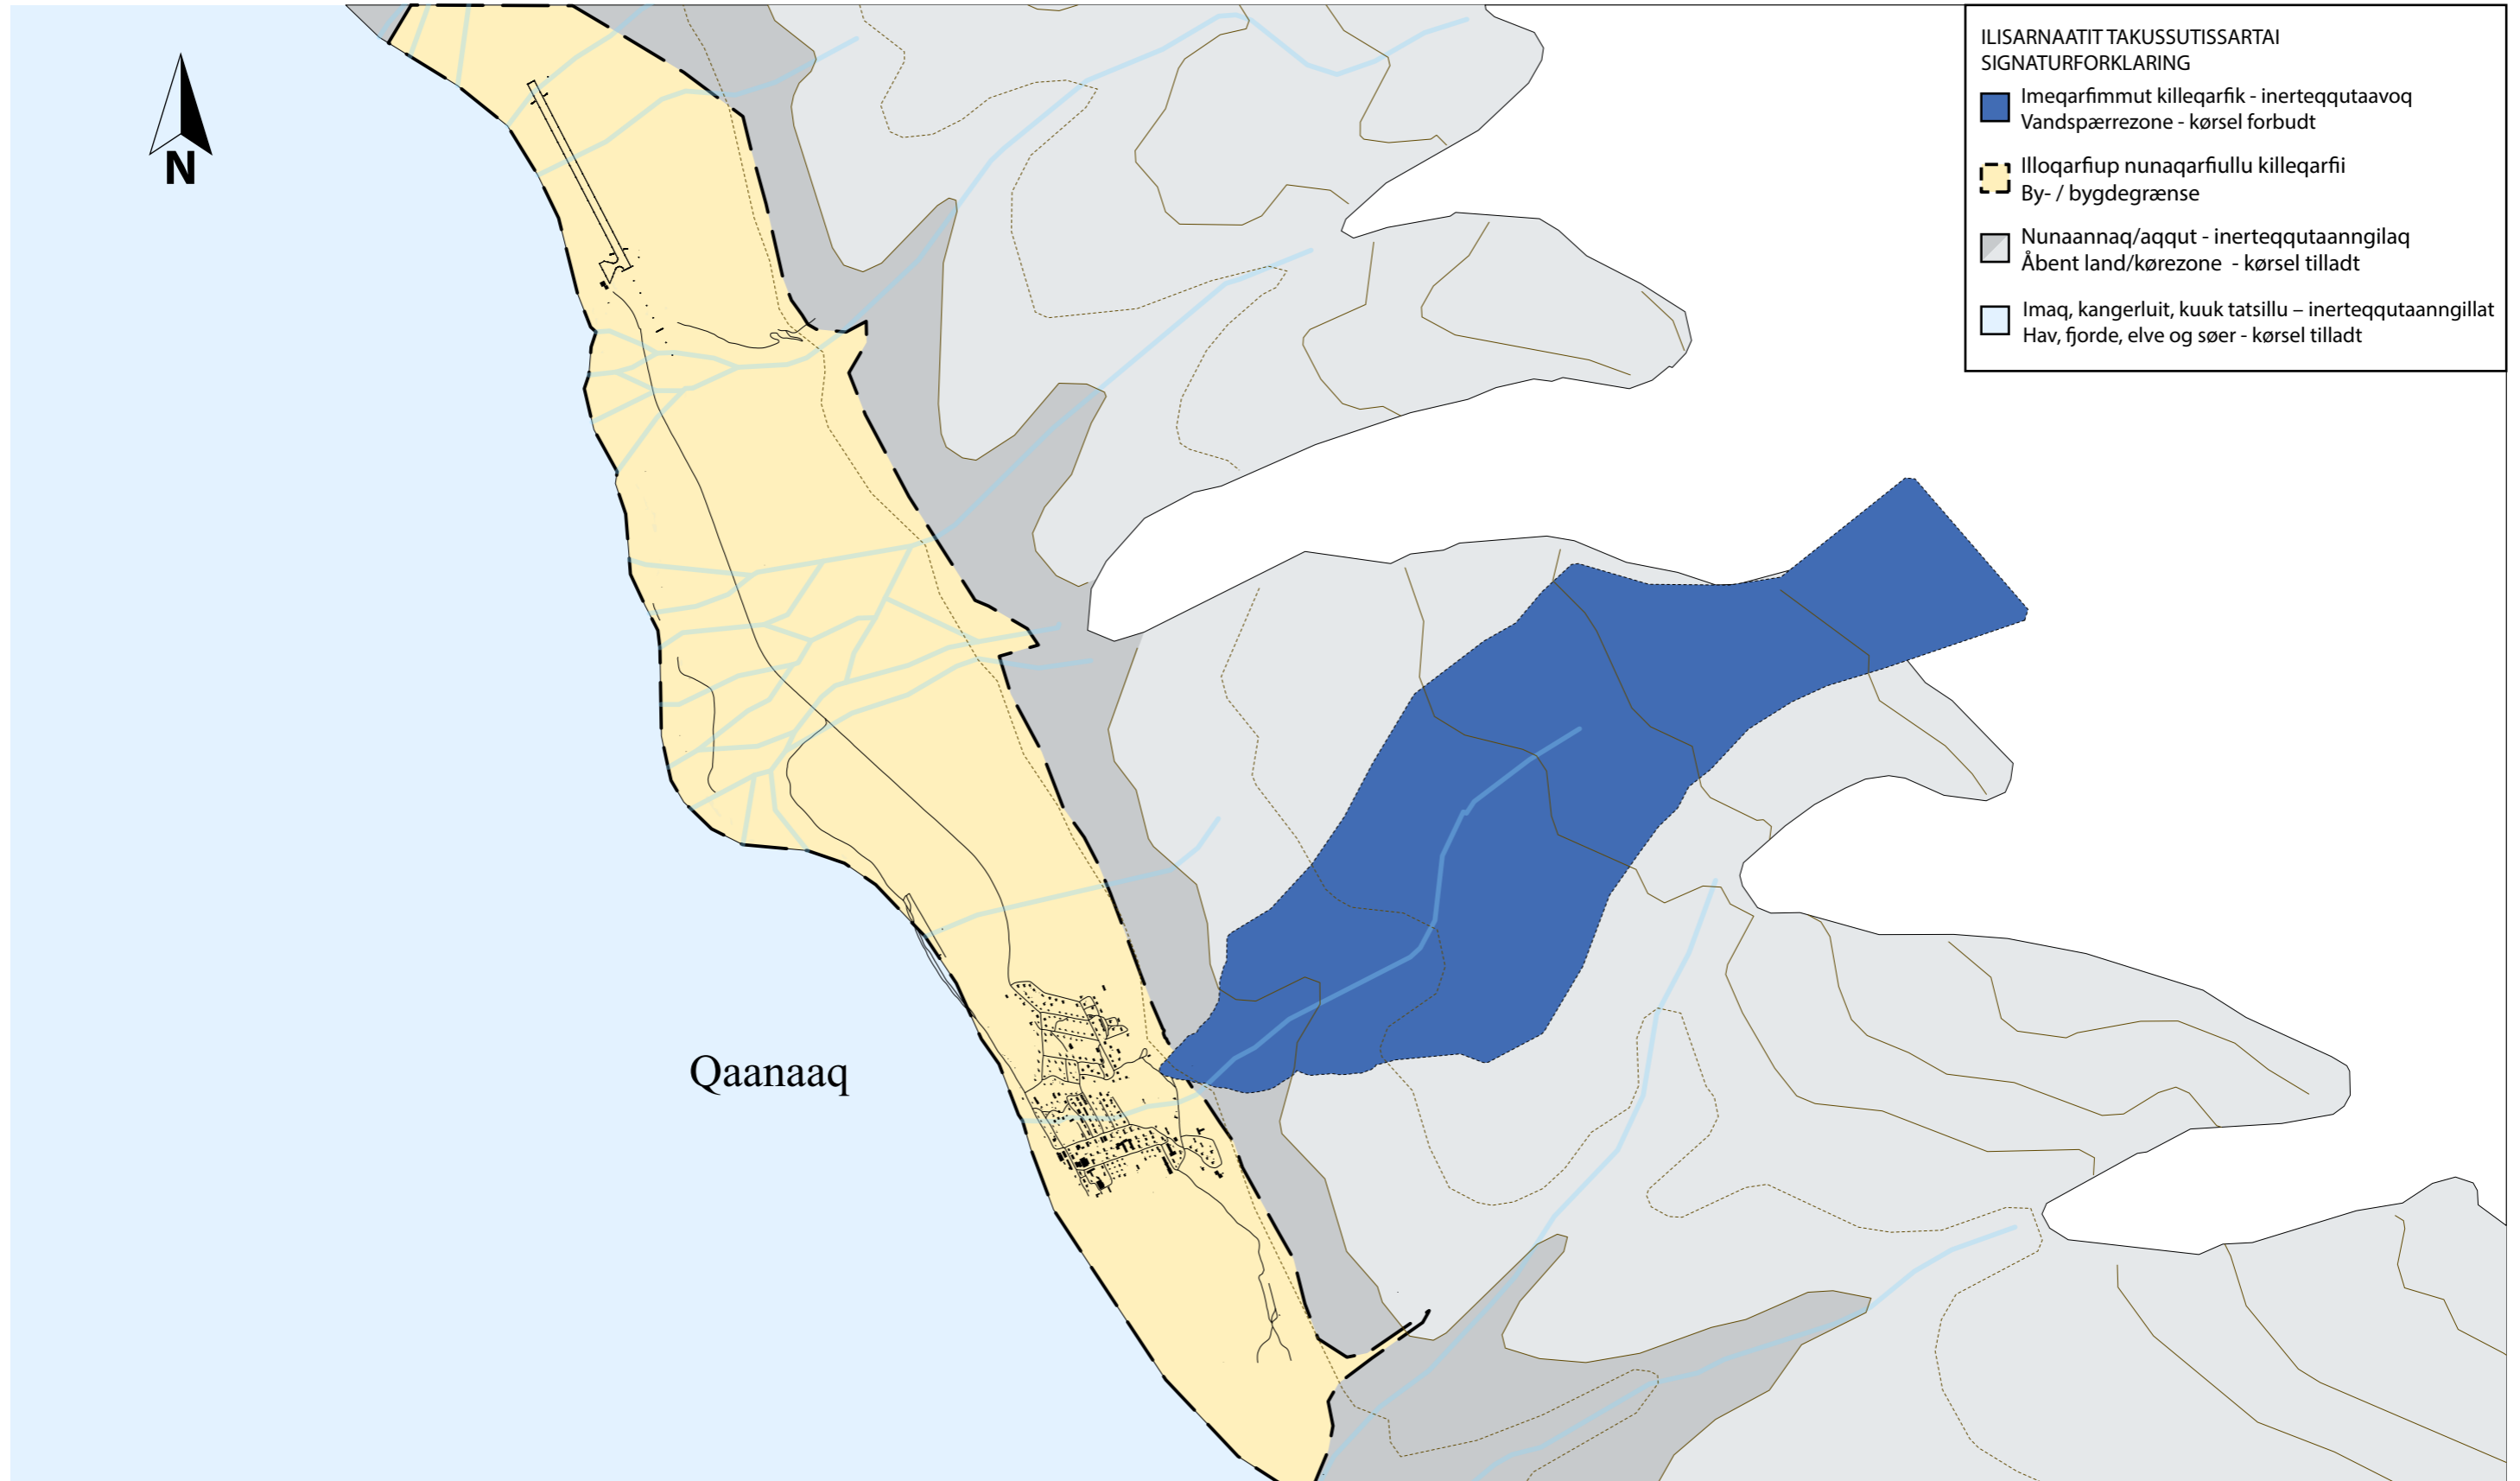 N
ILISARNAATIT TAKUSSUTISSARTAI
SIGNATURFORKLARING
Imeqarfimmut killeqarfik - inerteqqutaavoq
Vandspærrezone - kørsel forbudt
Illoqarfiup nunaqarfiullu killeqarfii
By- / bygdegrænse
Nunaannaq/aqqut - inerteqqutaanngilaq
Åbent land/kørezone - kørsel tilladt
Imaq, kangerluit, kuuk tatsillu – inerteqqutaanngillat
Hav, fjorde, elve og søer - kørsel tilladt
Qaanaaq